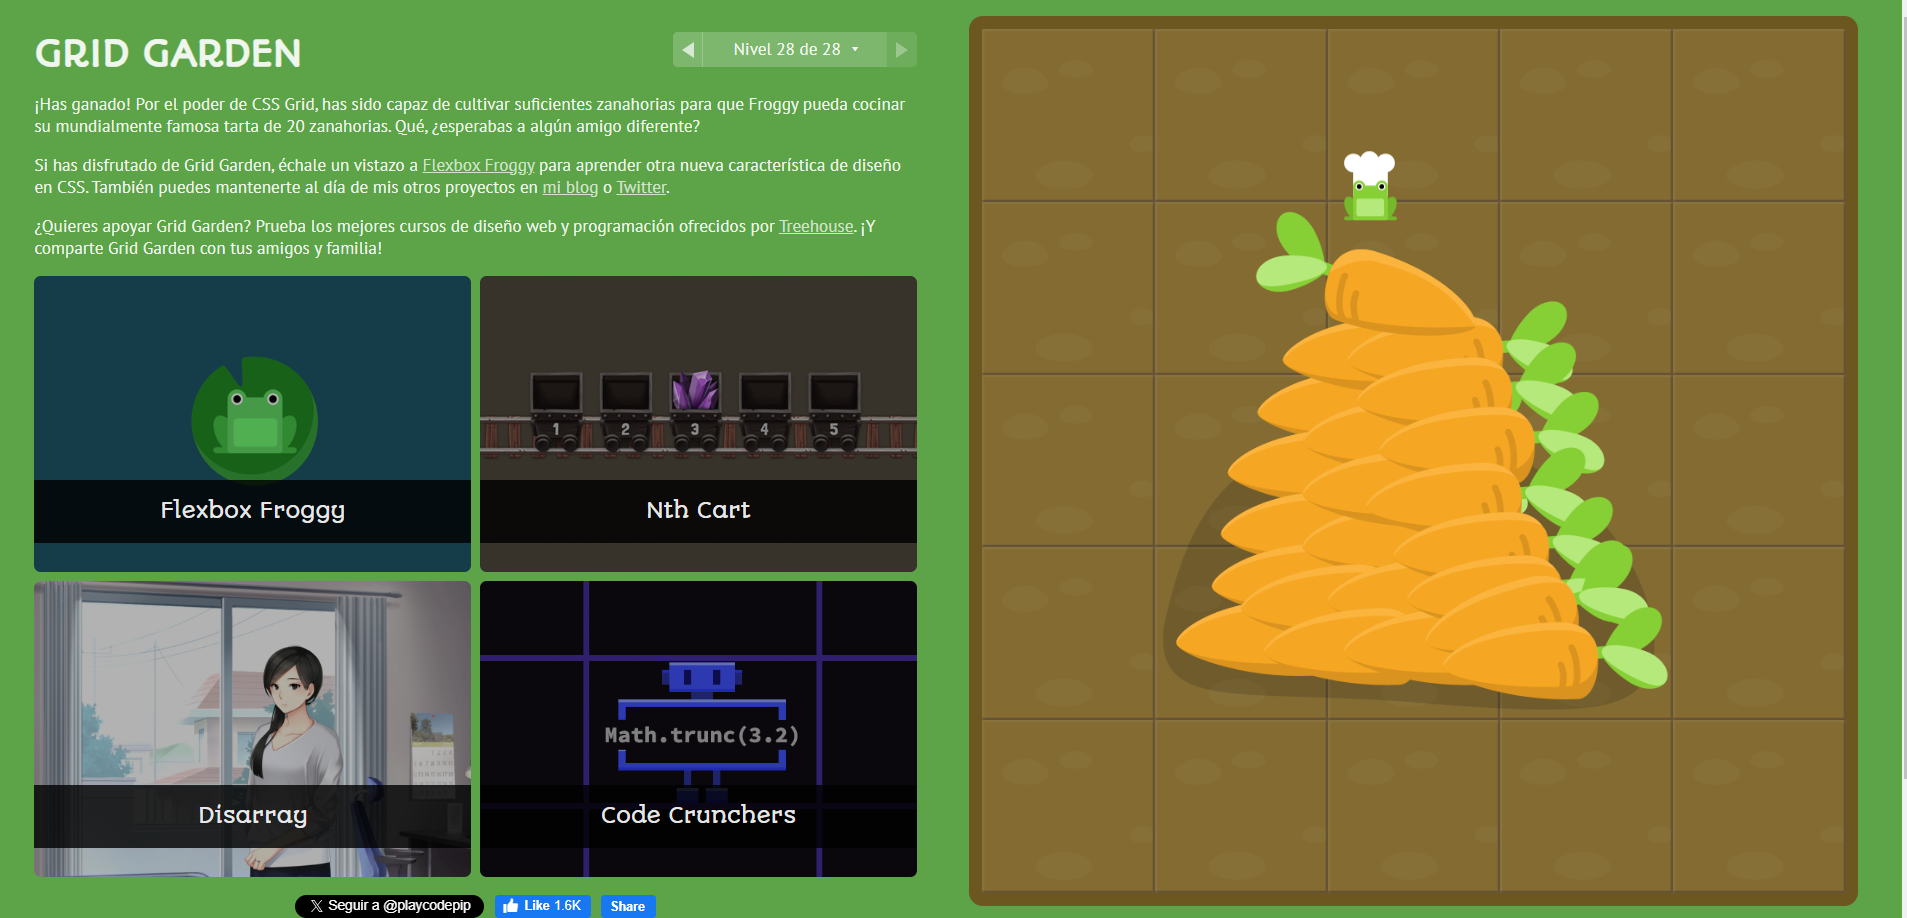 GRID GARDEN
Nivel 28 de 28
¡Has ganado! Por el poder de CSS Grid, has sido capaz de cultivar suficientes zanahorias para que Froggy pueda cocinar
su mundialmente famosa tarta de 20 zanahorias. Qué, ¿esperabas a algún amigo diferente?
Si has disfrutado de Grid Garden, échale un vistazo a Flexbox Froggy para aprender otra nueva característica de diseño
en CSS. También puedes mantenerte al día de mis otros proyectos en mi blog o Twitter.
¿Quieres apoyar Grid Garden? Prueba los mejores cursos de diseño web y programación ofrecidos por Treehouse. ¡Y
comparte Grid Garden con tus amigos y familia!
Flexbox Froggy
1 2 3 4 5
Nth Cart
Disarray
Math.trunc(3.2)
Code Crunchers
Seguir a @playcodepip
Like 1.6K
Share